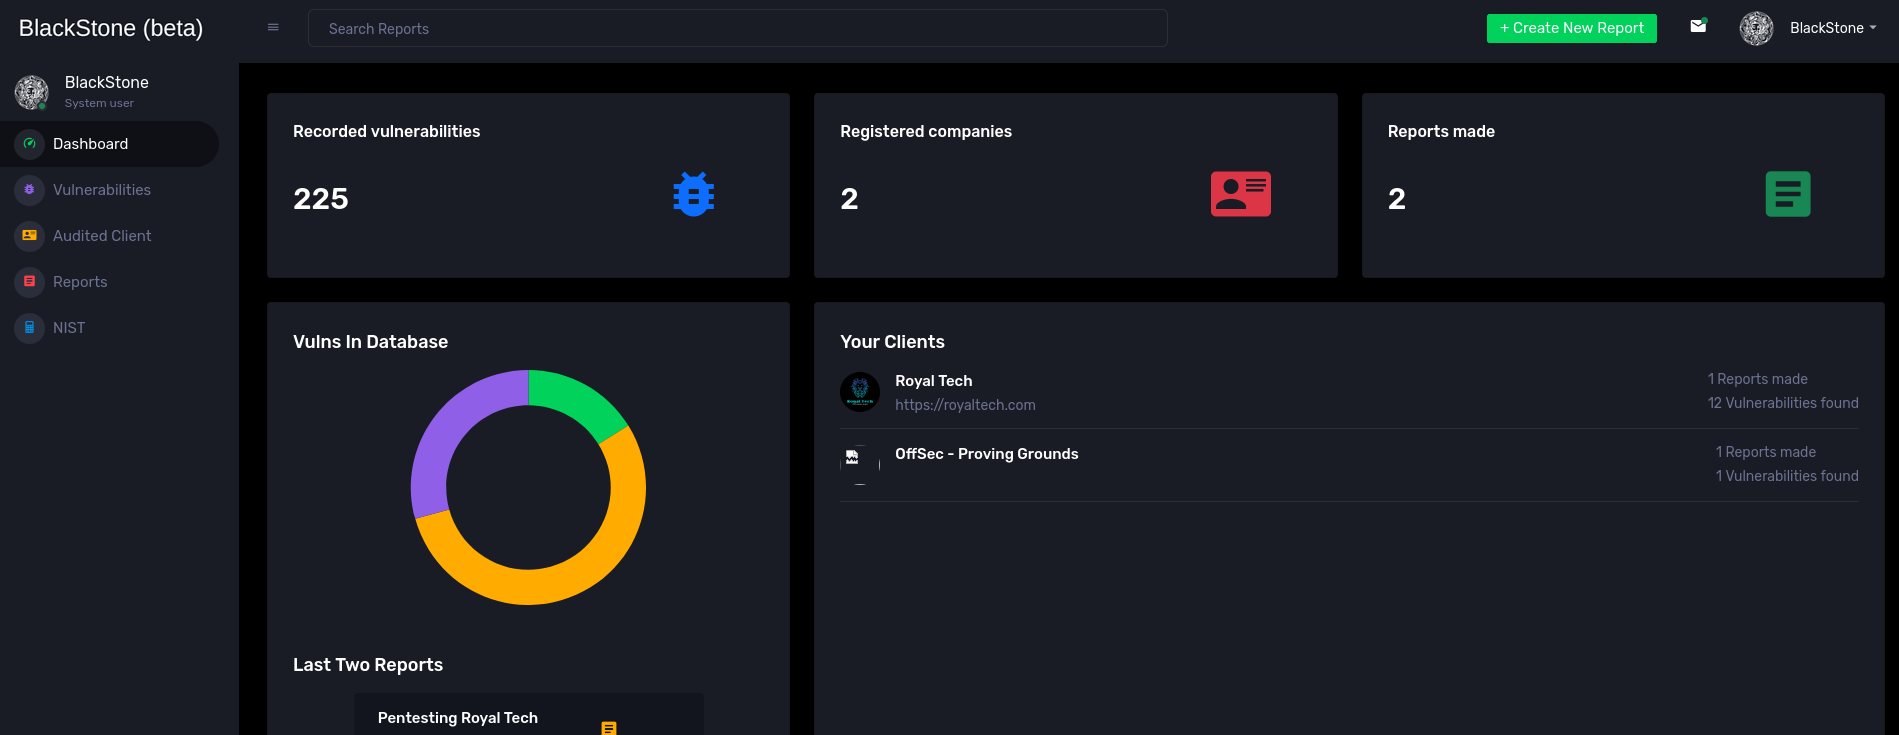 BlackStone (beta)
Search Reports
+ Create New Report
BlackStone
BlackStone
System user
Dashboard
Vulnerabilities
Audited Client
Reports
NIST
Recorded vulnerabilities
225
Registered companies
2
Reports made
2
Vulns In Database
Last Two Reports
Pentesting Royal Tech
Your Clients
Royal Tech
https://royaltech.com
1 Reports made
12 Vulnerabilities found
OffSec - Proving Grounds
1 Reports made
1 Vulnerabilities found